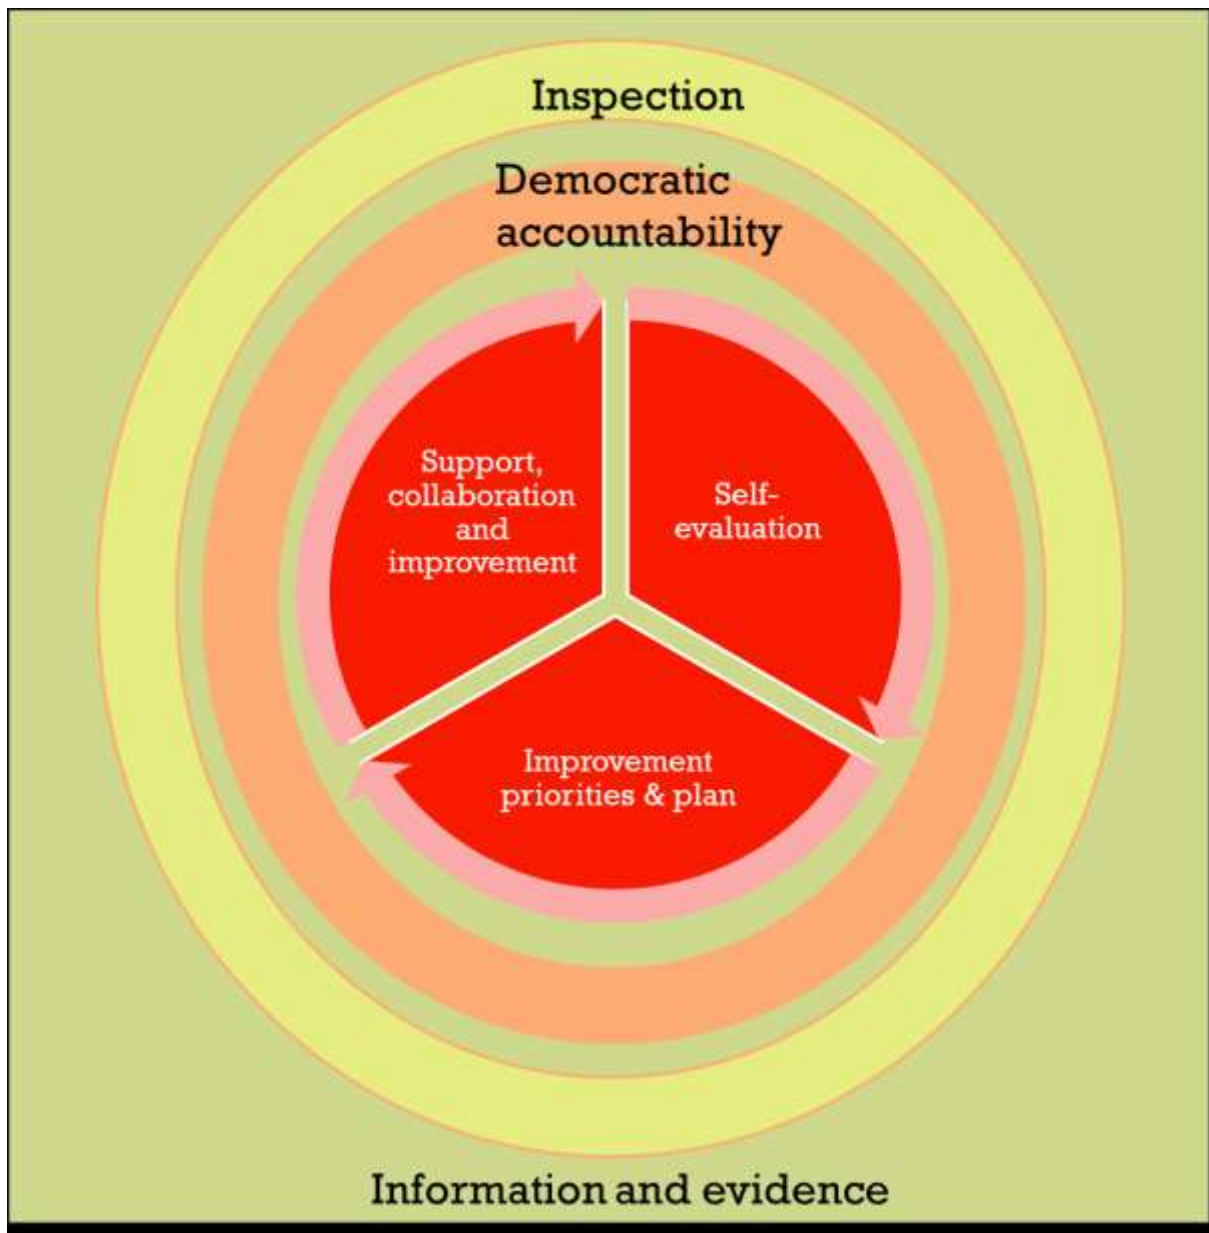 Inspection
Democratic
accountability
Support,
collaboration
and
improvement
Self-
evaluation
Improvement
priorities & plan
Information and evidence